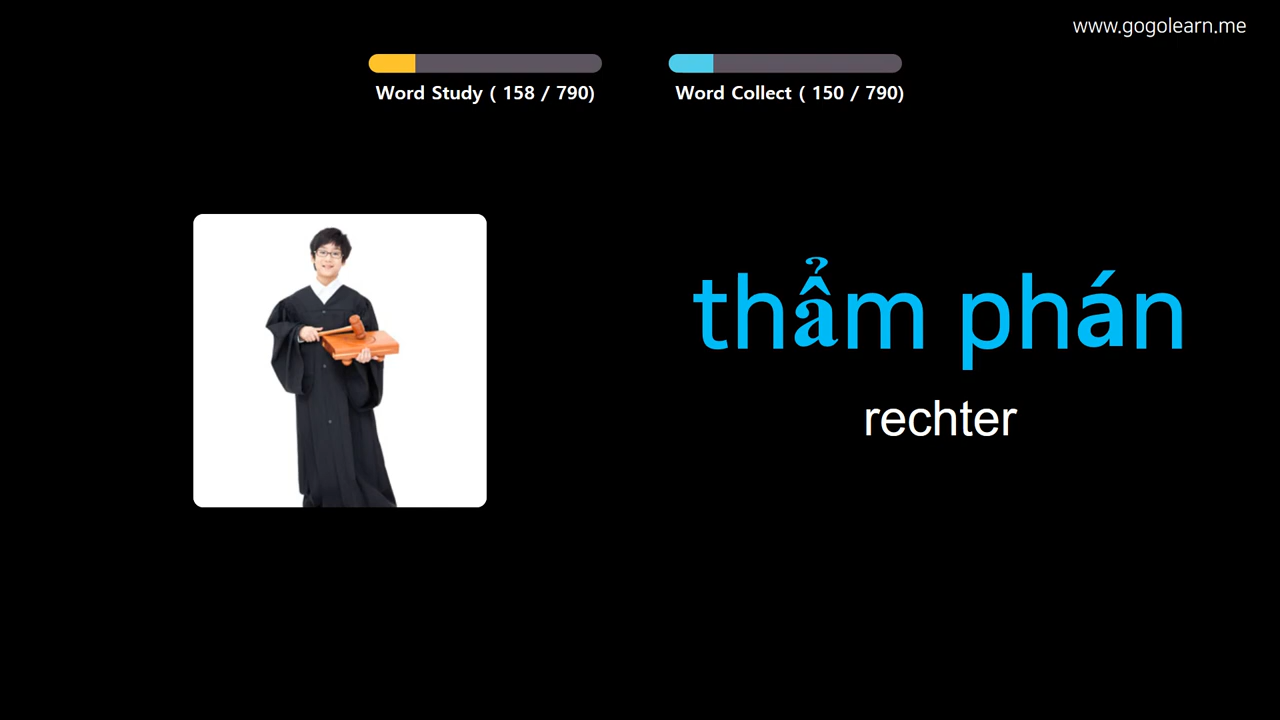 www.gogolearn.me
Word Study ( 158 / 790)
Word Collect ( 150 / 790)
thẩm phán
rechter